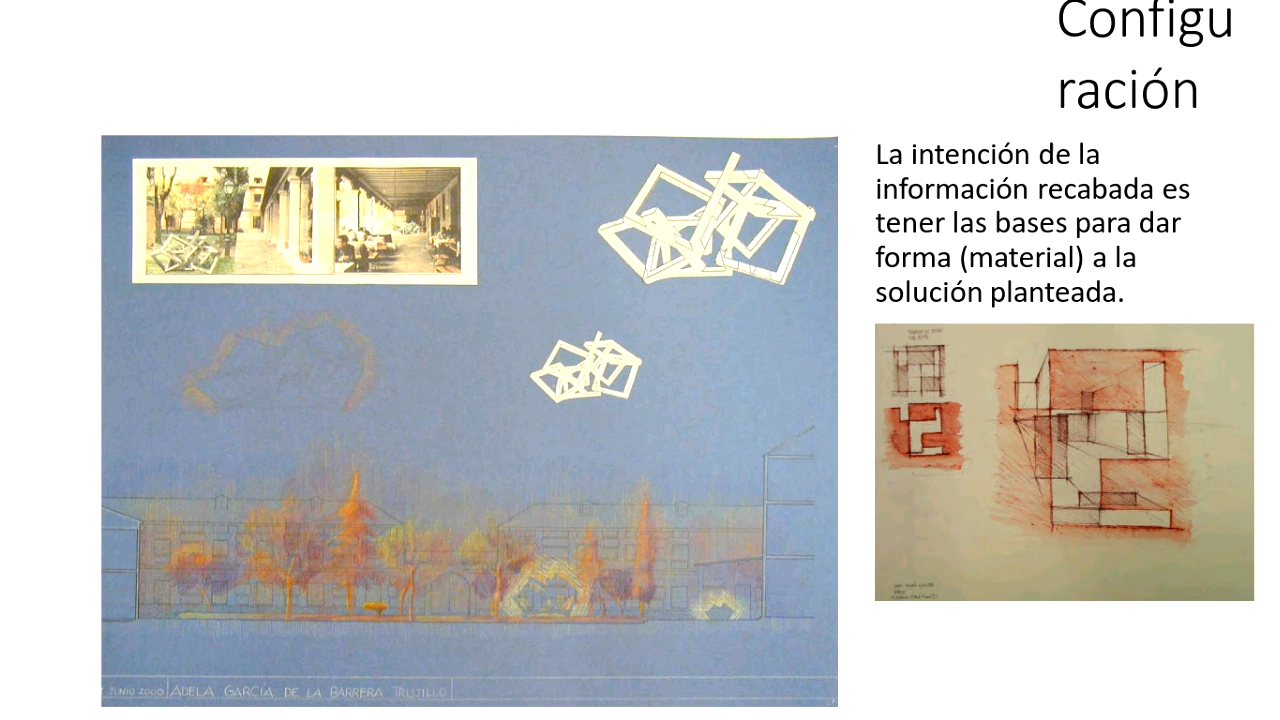 Configu
ración
La intención de la
información recabada es
tener las bases para dar
forma (material) a la
solución planteada.
JUNIO 2000 ADELA GARCÍA DE LA BARRERA TRUJILLO